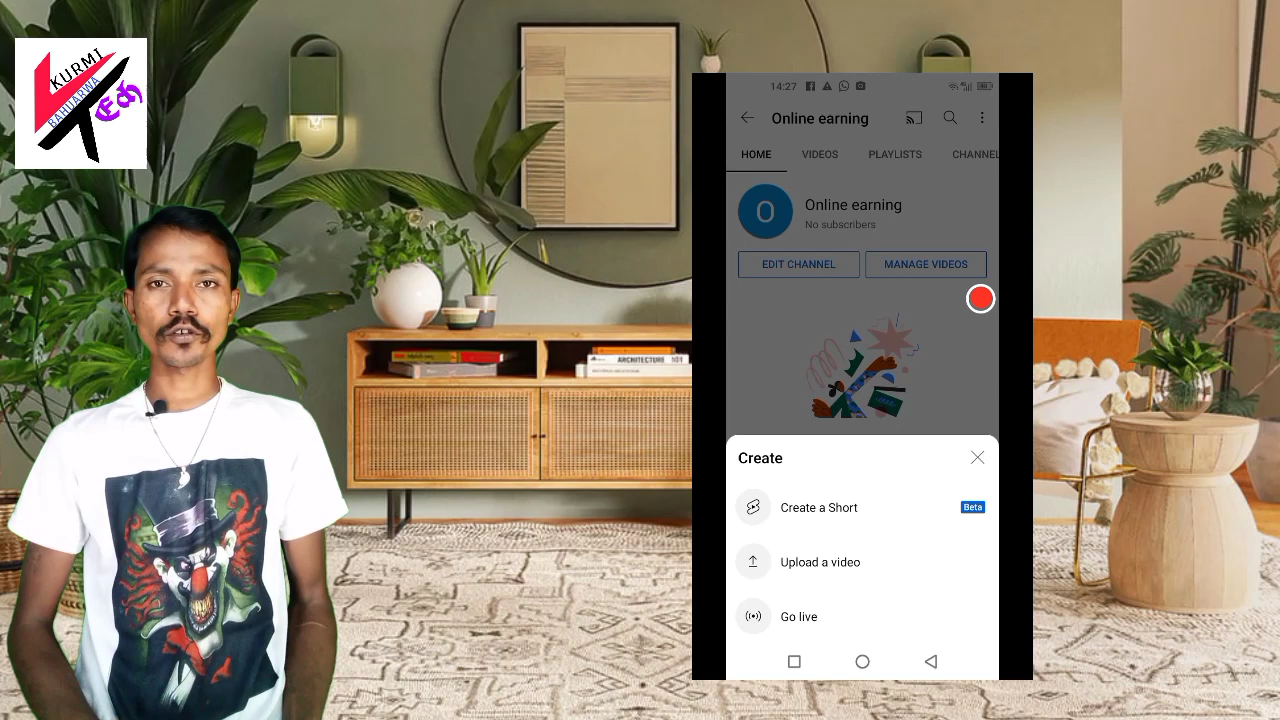 KURMI
BAHUARWA
14:27
Online earning
HOME VIDEOS PLAYLISTS CHANNEL
O
Online earning
No subscribers
EDIT CHANNEL MANAGE VIDEOS
ARCHITECTURE 101
Create
Create a Short Beta
Upload a video
Go live